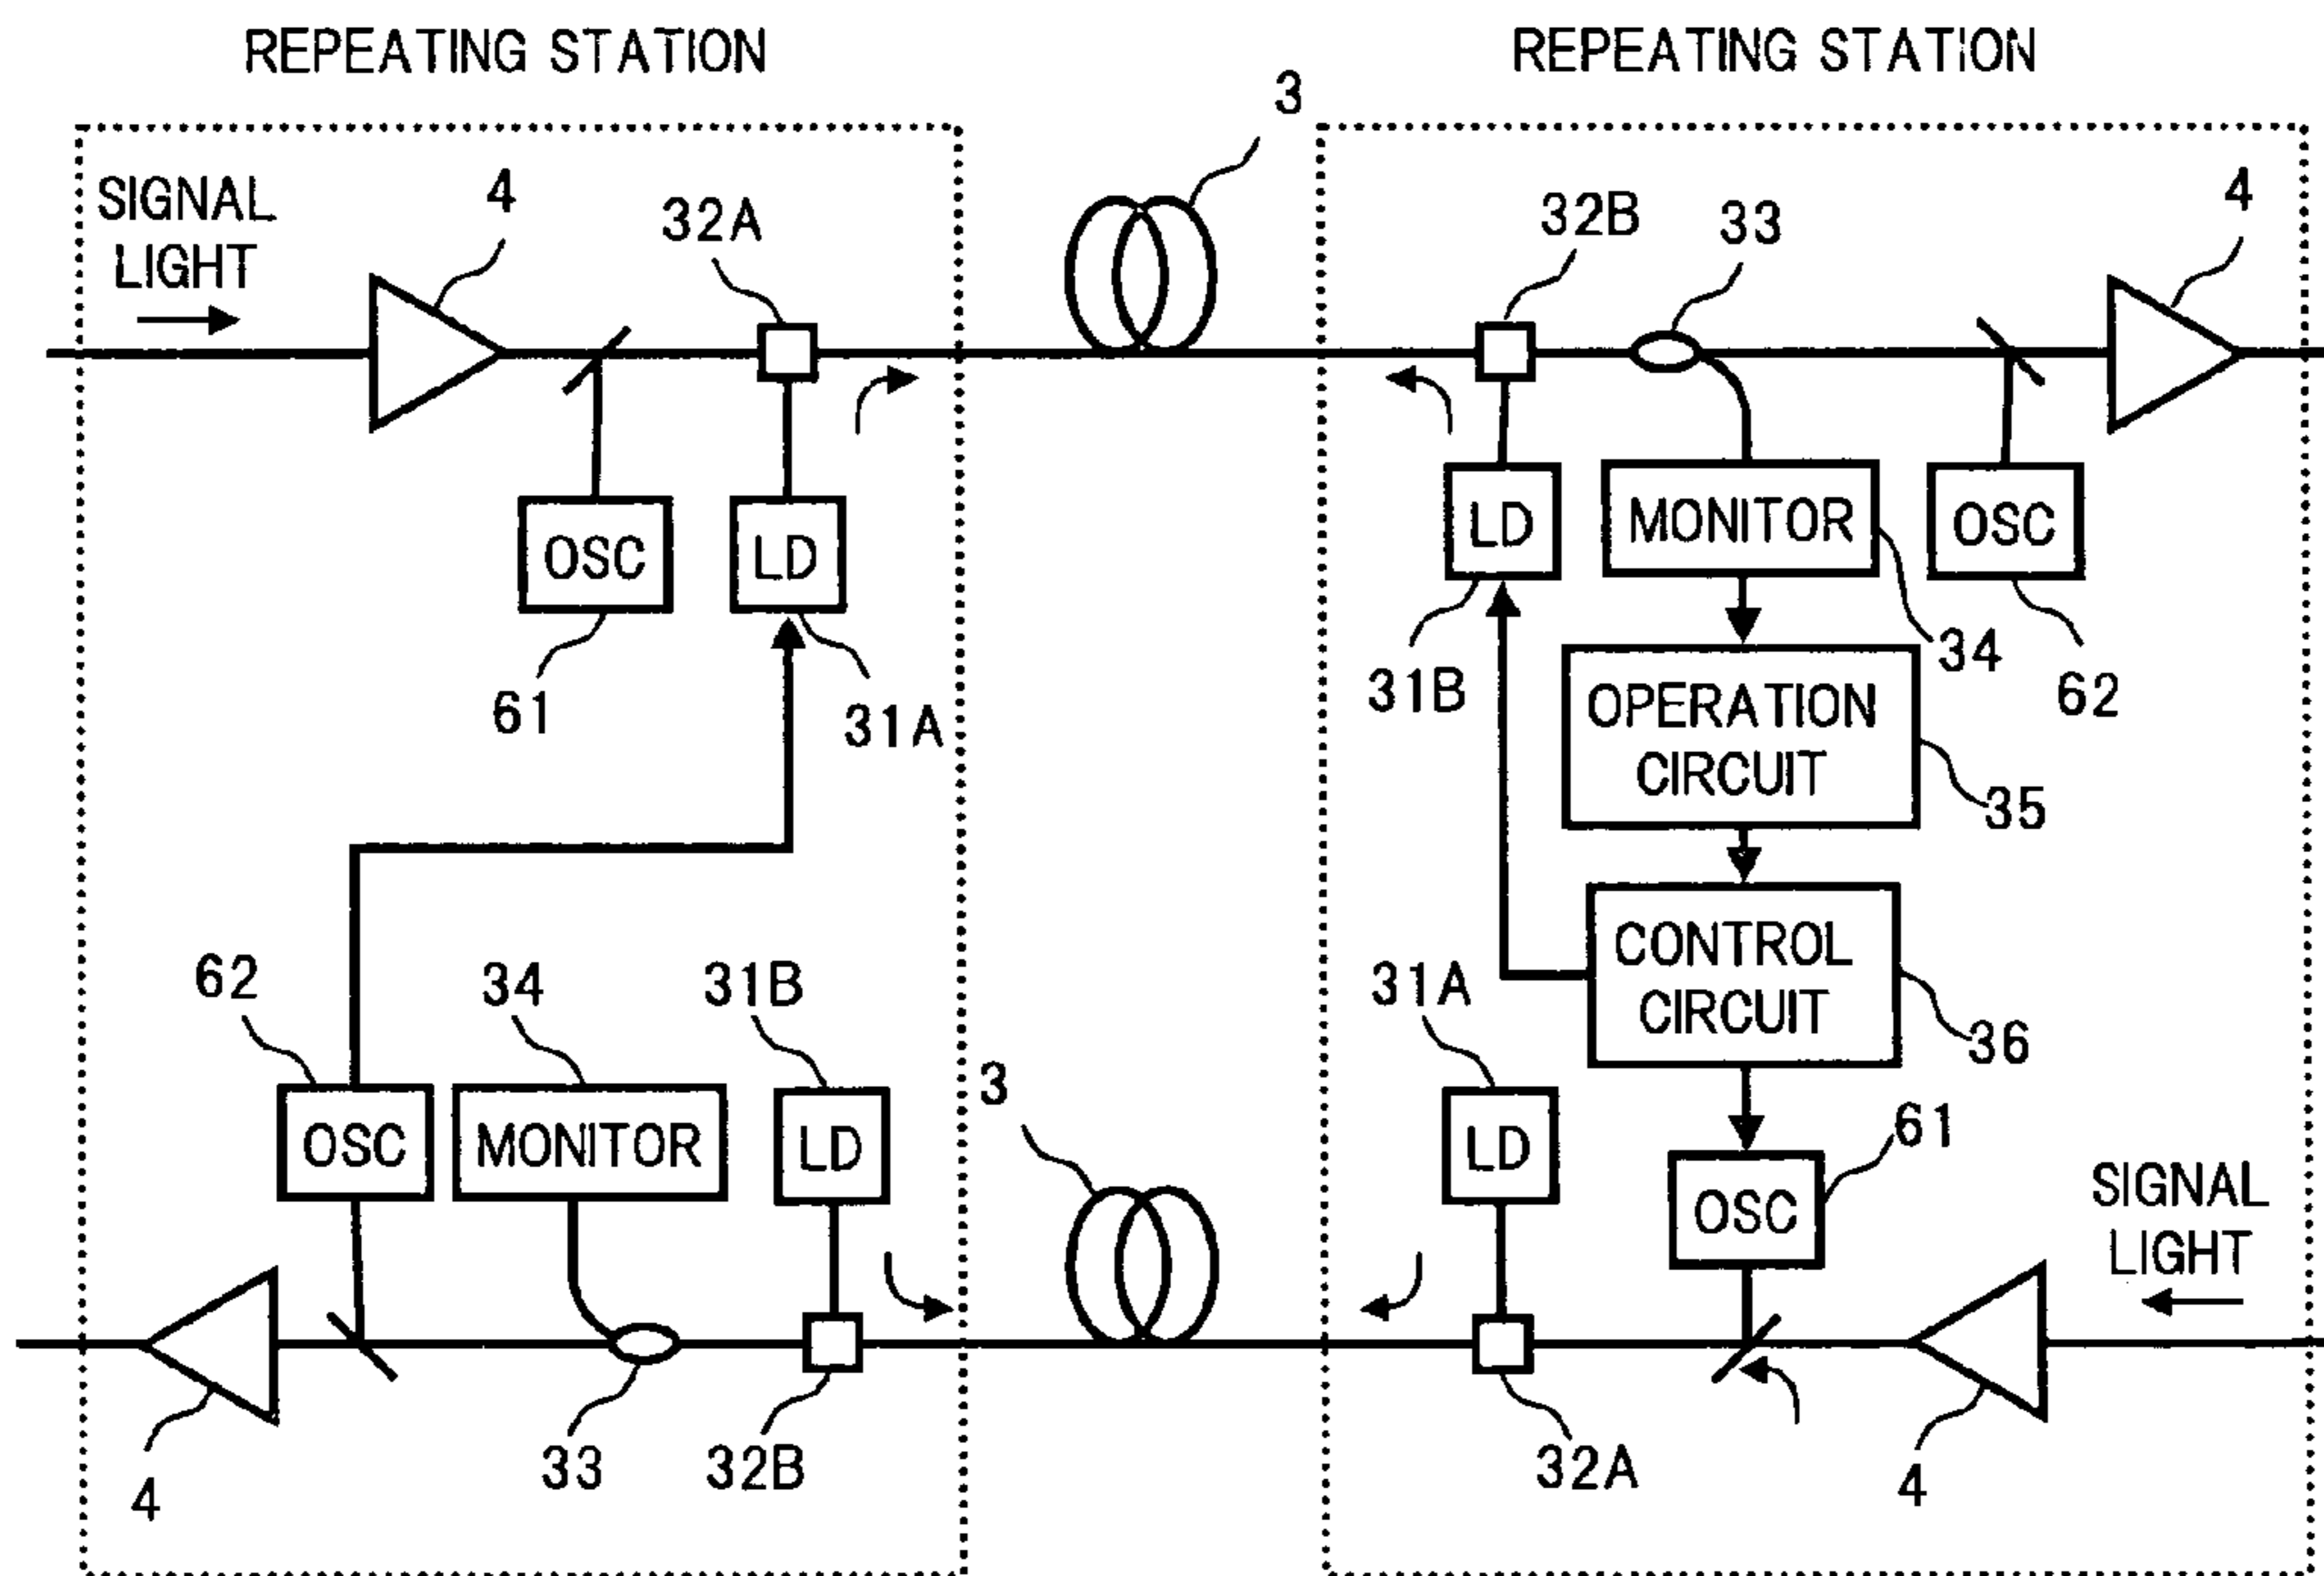 REPEATING STATION
REPEATING STATION
3
SIGNAL
LIGHT
4
32A
32B
33
4
OSC
LD
LD
MONITOR
OSC
61
31A
31B
34
62
OPERATION
CIRCUIT
35
62
34
31B
3
31A
CONTROL
CIRCUIT
36
OSC
MONITOR
LD
LD
OSC
61
SIGNAL
LIGHT
4
33
32B
32A
4